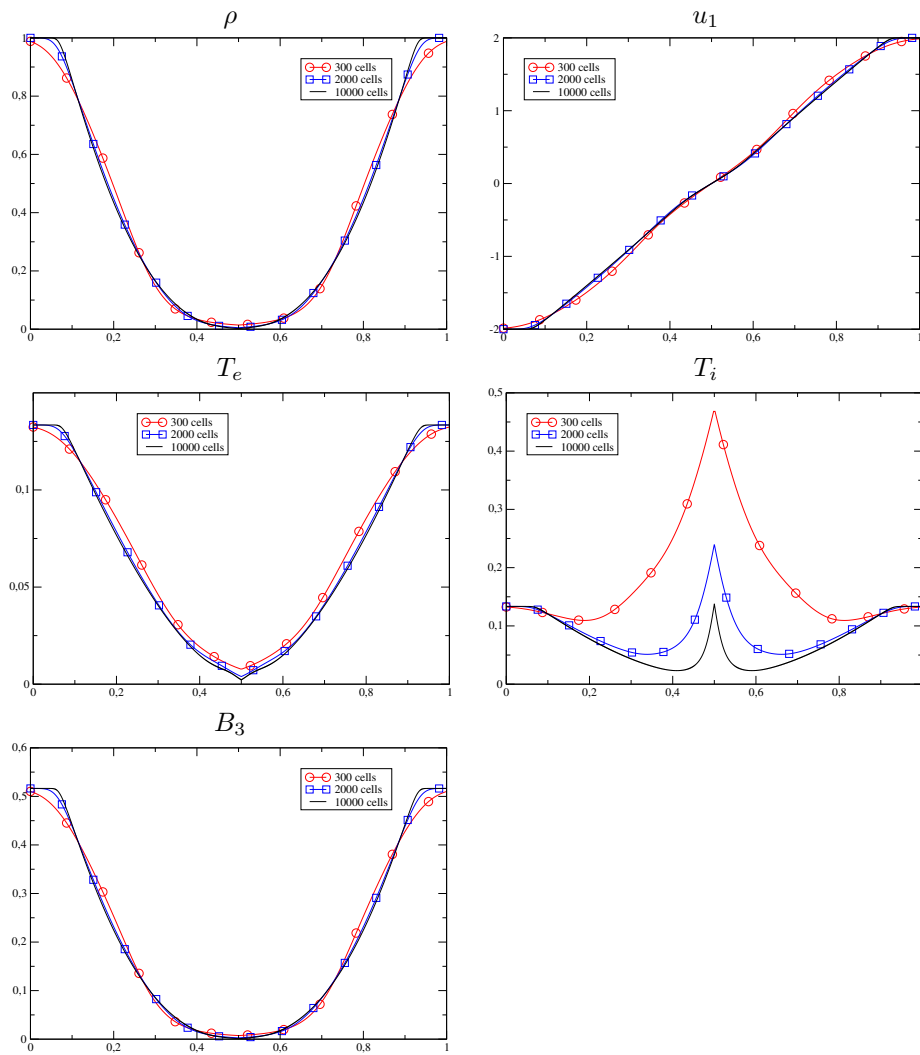 ρ
1
0,8
0,6
0,4
0,2
0
300 cells
2000 cells
10000 cells
0 0,2 0,4 0,6 0,8 1
u₁
2
1
0
-1
-2
300 cells
2000 cells
10000 cells
0 0,2 0,4 0,6 0,8 1
Tₑ
0,1
0,05
0
300 cells
2000 cells
10000 cells
0 0,2 0,4 0,6 0,8 1
Tᵢ
0,5
0,4
0,3
0,2
0,1
0
300 cells
2000 cells
10000 cells
0 0,2 0,4 0,6 0,8
B₃
0,6
0,5
0,4
0,3
0,2
0,1
0
300 cells
2000 cells
10000 cells
0 0,2 0,4 0,6 0,8 1